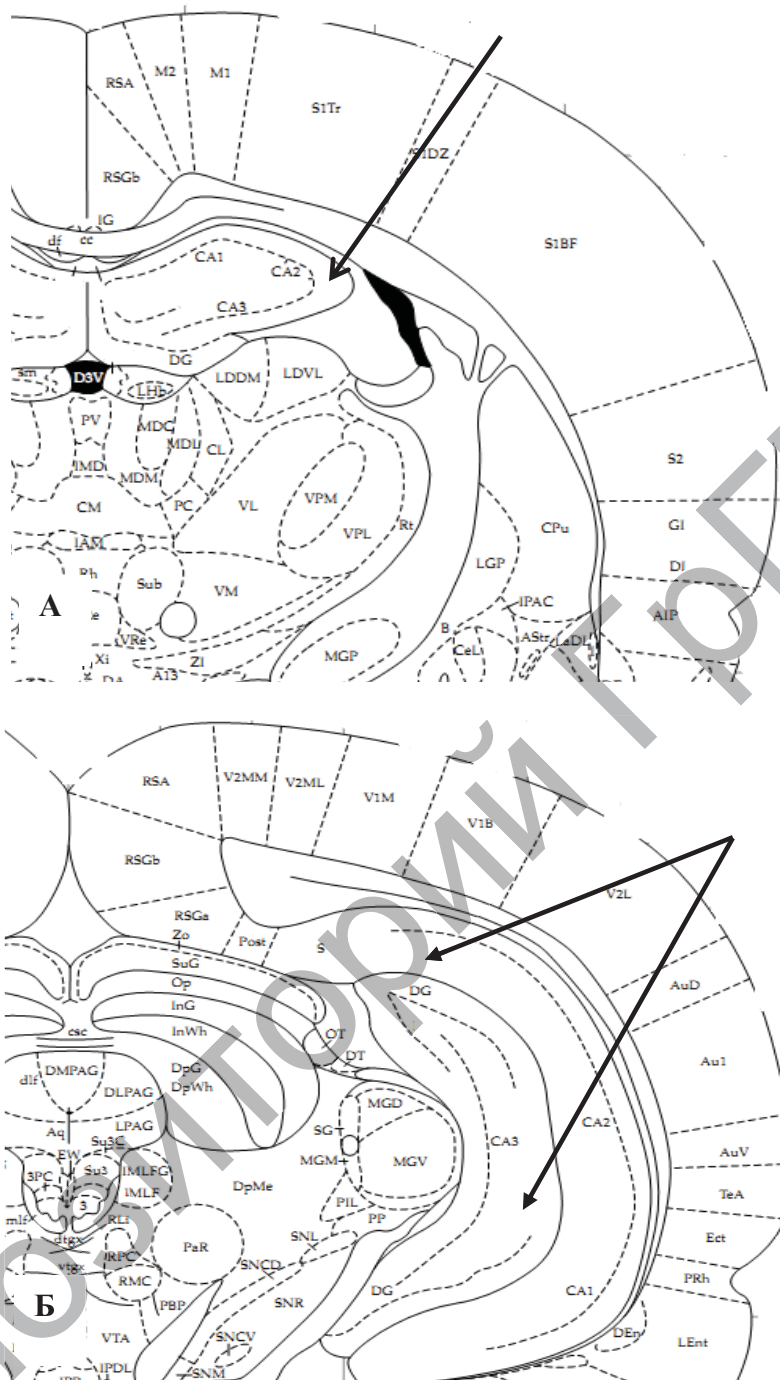 RSA
M2
M1
S1Tr
S1DZ
RSGb
S1BF
IG
df
cc
CA1
CA2
CA3
DG
sm
D3V
LHb
LDDM
LDVL
PV
MDC
MDL
CL
IMD
MDM
PC
VL
VPM
VPL
Rt
CM
S2
GI
DI
AIP
CPu
LGP
IAM
Rh
Sub
VM
IPAC
А
VRe
Xi
ZI
A13
MGP
B
CeL
AStr
LaDL
RSA
V2MM
V2ML
V1M
V1B
V2L
RSGb
RSGa
Zo
Post
S
SuG
Op
InG
InWh
DG
AuD
OT
DT
csc
DpG
DpWh
dlf
DMPAG
DLPAG
MGD
Au1
CA2
Aq
LPAG
Su3C
SG
CA3
EW
MGM
MGV
AuV
3PC
Su3
IMLFG
IMLF
DpMe
TeA
3
mlf
RLi
PIL
PP
Ect
dtgx
PaR
SNL
vtgx
RPC
SNCD
PRh
RMC
DG
CA1
Б
PBP
SNR
DEn
LEnt
VTA
SNCV
IPDL
SNM
позиторий ГрГ